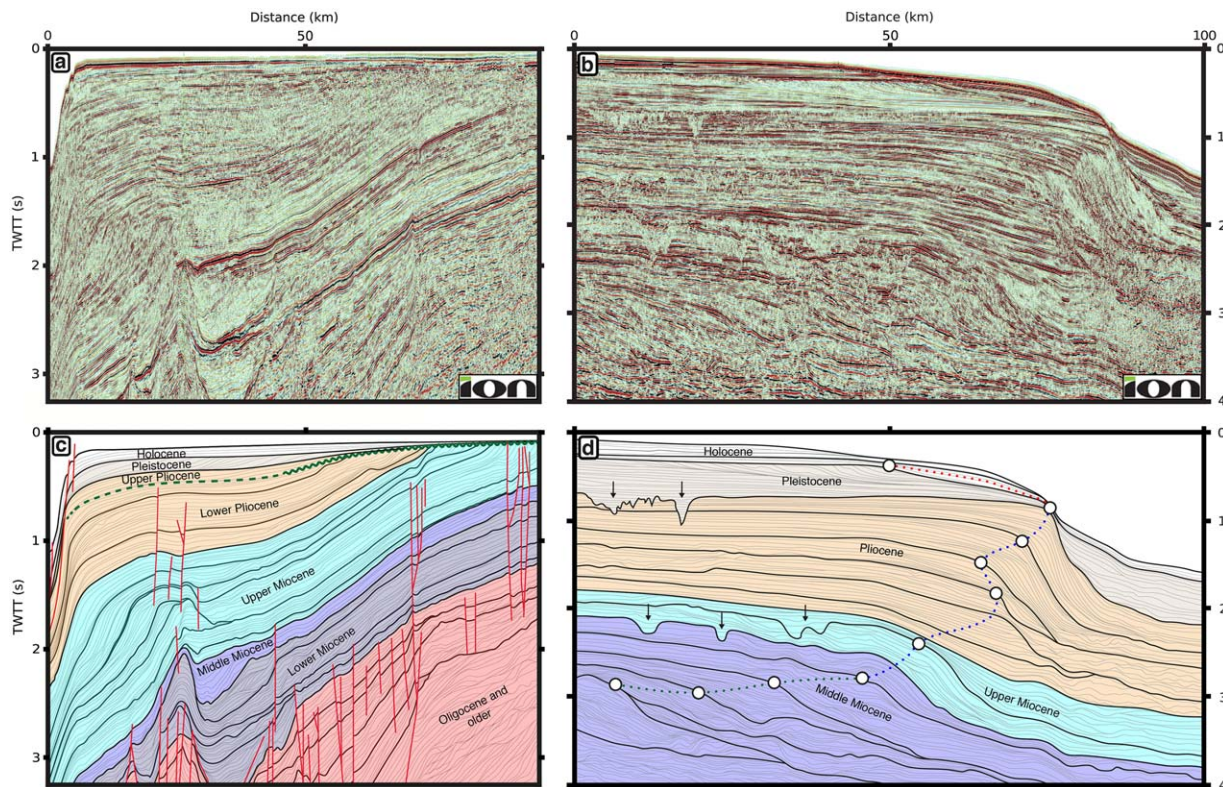 Distance (km)
Distance (km)
0
50
0
50
100
0
1
2
3
TWTT (s)
a
ion
b
0
1
2
3
4
ion
0
1
2
3
TWTT (s)
c
Holocene
Pleistocene
Upper Pliocene
Lower Pliocene
Upper Miocene
Middle Miocene
Lower Miocene
Oligocene and
older
d
Holocene
Pleistocene
Pliocene
Middle Miocene
Upper Miocene
0
1
2
3
4